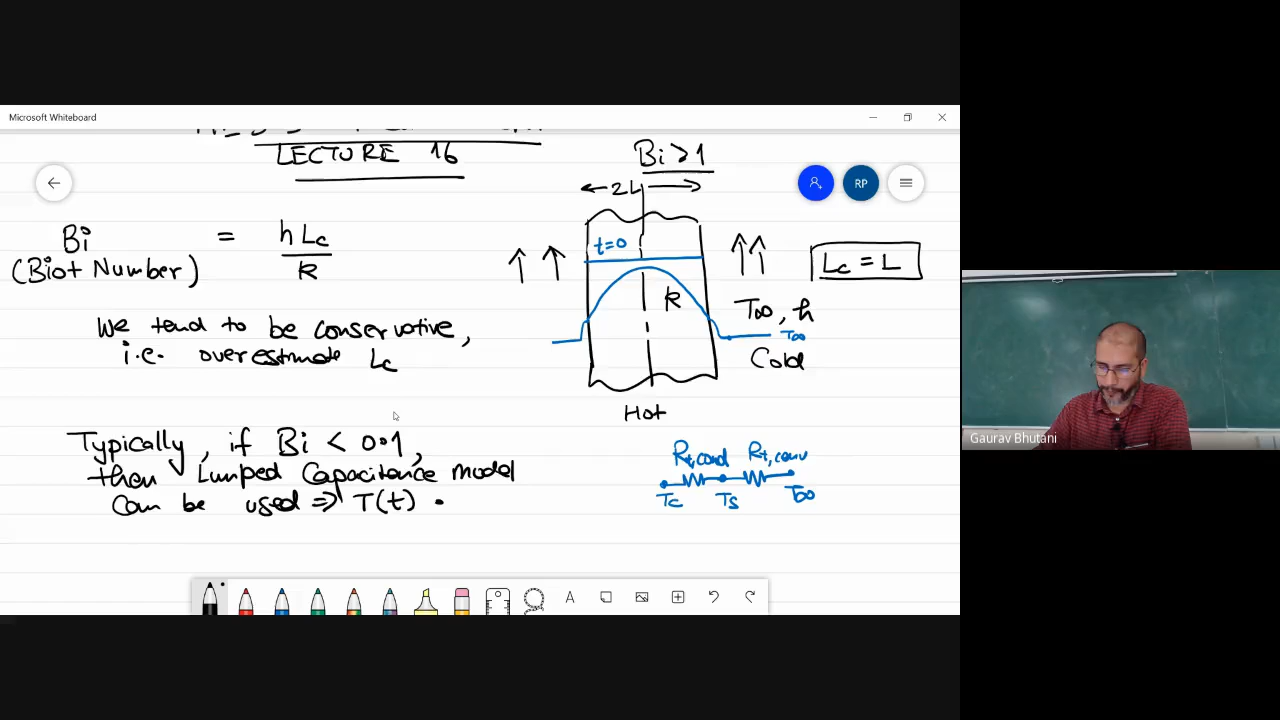 Microsoft Whiteboard
LECTURE 16
Bi
(Biot Number)
=
h Lc
k
We tend to be conservative,
i.e. overestimate Lc
Typically, if Bi < 0.1,
then Lumped Capacitance model
can be used ⇒ T(t).
Bi > 1
2L
t=0
k
T∞, h
T∞
Cold
Hot
Lc = L
Rt,cond Rt,conv
Tc Ts T∞
RP
A
Gaurav Bhutani